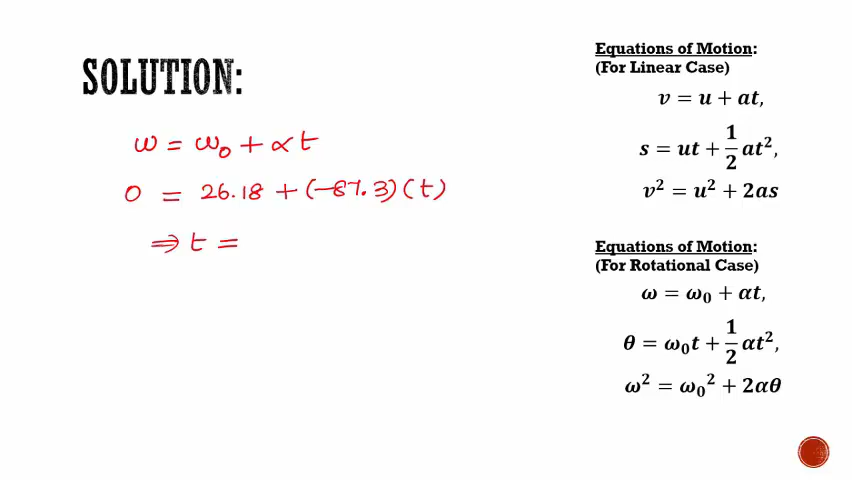 SOLUTION:
ω = ω₀ + αt
0 = 26.18 + (-87.3)(t)
⇒ t =
Equations of Motion:
(For Linear Case)
v = u + at,
s = ut + 1/2 at²,
v² = u² + 2as
Equations of Motion:
(For Rotational Case)
ω = ω₀ + αt,
θ = ω₀t + 1/2 αt²,
ω² = ω₀² + 2αθ